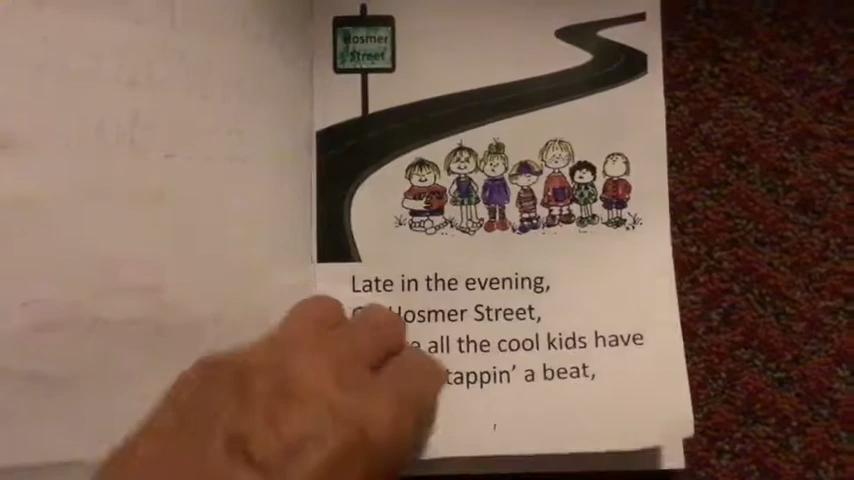 Hosmer
Street
Late in the evening,
Hosmer Street,
all the cool kids have
tappin' a beat,